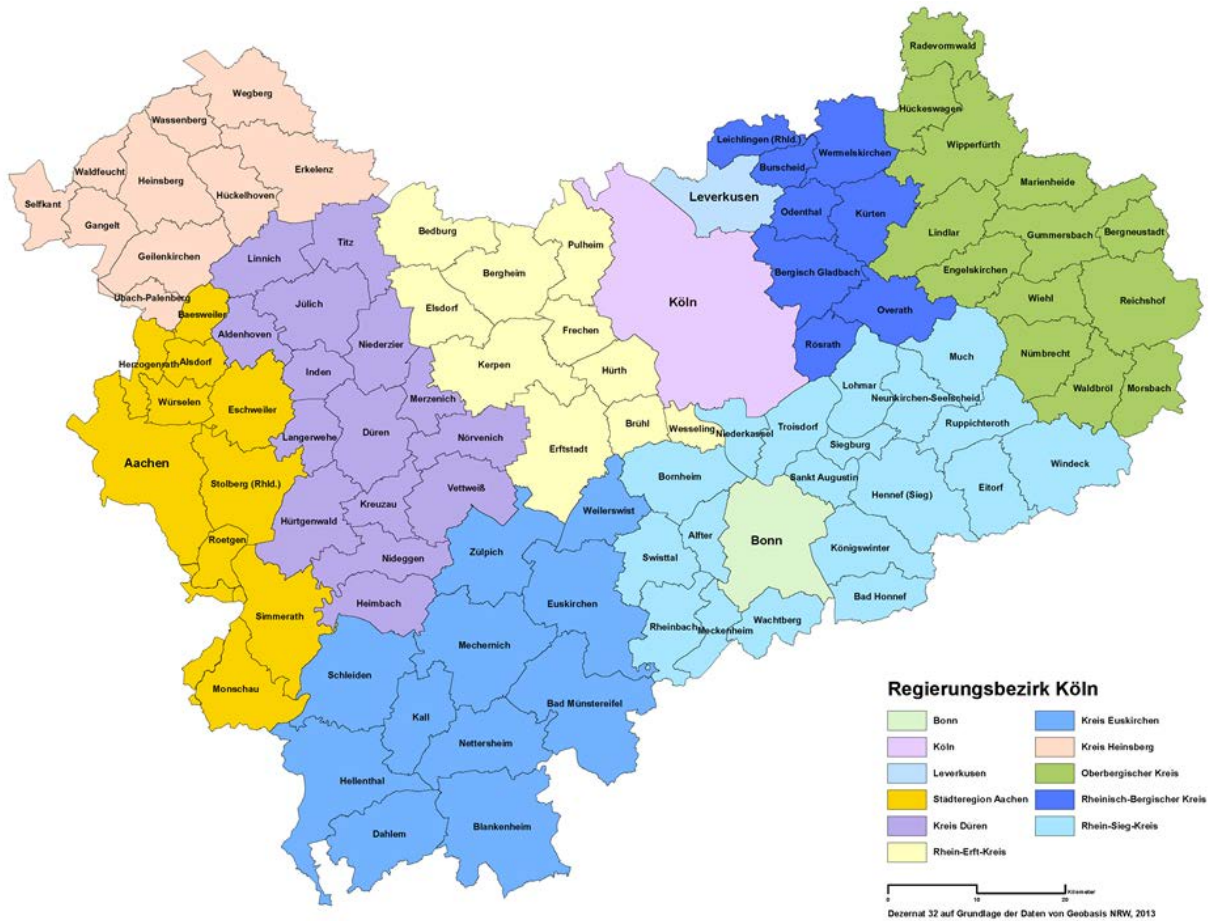 Radevormwald
Wegberg
Hückeswagen
Wassenberg
Leichlingen (Rhld.)
Wermelskirchen
Wipperfürth
Burscheid
Waldfeucht
Erkelenz
Heinsberg
Marienheide
Hückelhoven
Leverkusen
Selfkant
Odenthal
Kürten
Gangelt
Bedburg
Lindlar
Gummersbach
Bergneustadt
Titz
Pulheim
Geilenkirchen
Linnich
Bergheim
Engelskirchen
Bergisch Gladbach
Übach-Palenberg
Jülich
Köln
Wiehl
Reichshof
Baesweiler
Elsdorf
Overath
Aldenhoven
Frechen
Niederzier
Rösrath
Much
Nümbrecht
Herzogenrath
Alsdorf
Kerpen
Inden
Hürth
Lohmar
Waldbröl
Morsbach
Merzenich
Neunkirchen-Seelscheid
Würselen
Eschweiler
Brühl
Wesseling
Niederkassel
Troisdorf
Ruppichteroth
Langerwehe
Düren
Nörvenich
Siegburg
Erftstadt
Aachen
Windeck
Stolberg (Rhld.)
Bornheim
Sankt Augustin
Vettweiß
Eitorf
Hennef (Sieg)
Kreuzau
Weilerswist
Hürtgenwald
Alfter
Roetgen
Bonn
Zülpich
Swisttal
Königswinter
Nideggen
Bad Honnef
Heimbach
Euskirchen
Simmerath
Wachtberg
Rheinbach
Meckenheim
Mechernich
Schleiden
Monschau
Bad Münstereifel
Kall
Nettersheim
Hellenthal
Blankenheim
Dahlem
Regierungsbezirk Köln
Bonn
Köln
Leverkusen
Städteregion Aachen
Kreis Düren
Rhein-Erft-Kreis
Kreis Euskirchen
Kreis Heinsberg
Oberbergischer Kreis
Rheinisch-Bergischer Kreis
Rhein-Sieg-Kreis
Kilometer
0 10 20
Dezernat 32 auf Grundlage der Daten von Geobasis NRW, 2013